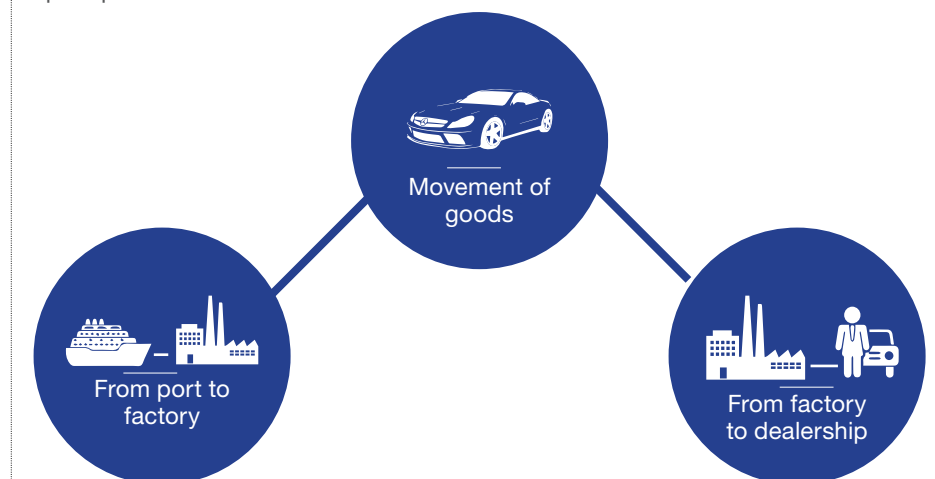 Movement of
goods
From port to
factory
From factory
to dealership